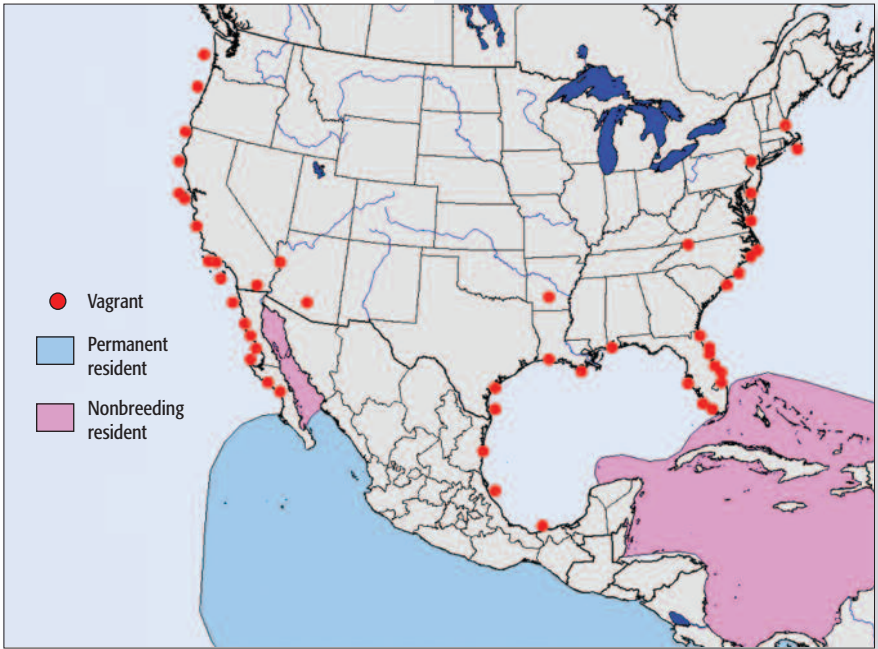 Vagrant
Permanent
resident
Nonbreeding
resident